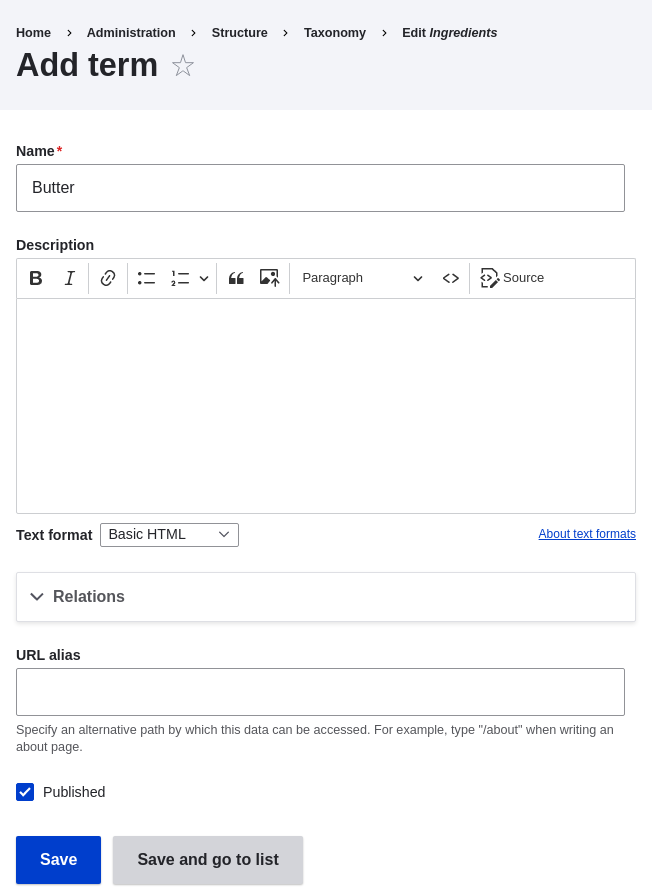 Home > Administration > Structure > Taxonomy > Edit Ingredients
Add term
Name*
Butter
Description
B I Paragraph Source
Text format Basic HTML About text formats
Relations
URL alias
Specify an alternative path by which this data can be accessed. For example, type "/about" when writing an
about page.
Published
Save Save and go to list